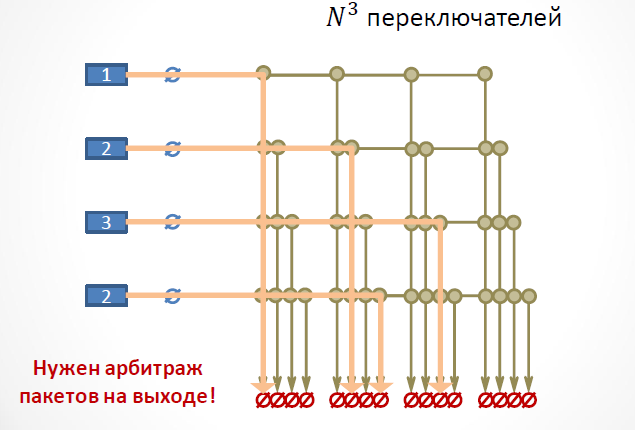 N³ переключателей
1
2
3
2
Нужен арбитраж
пакетов на выходе!